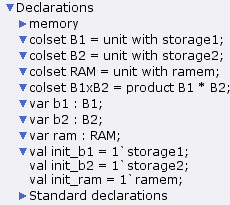 Declarations
memory
colset B1 = unit with storage1;
colset B2 = unit with storage2;
colset RAM = unit with ramem;
colset B1xB2 = product B1 * B2;
var b1 : B1;
var b2 : B2;
var ram : RAM;
val init_b1 = 1`storage1;
val init_b2 = 1`storage2;
val init_ram = 1`ramem;
Standard declarations